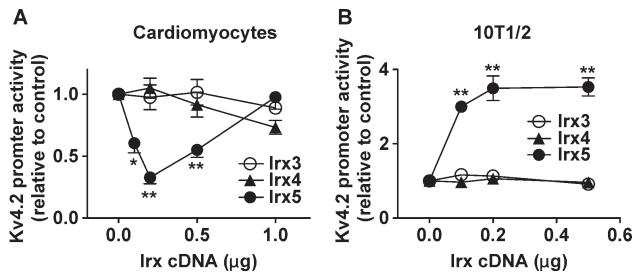 A
Cardiomyocytes
Kv4.2 promter activity
(relative to control)
1.0
0.5
0.0
*
**
**
Irx3
Irx4
Irx5
0.0 0.5 1.0
Irx cDNA (μg)
B
10T1/2
Kv4.2 promoter activity
(relative to control)
4
2
0
**
**
**
Irx3
Irx4
Irx5
0.0 0.2 0.4 0.6
Irx cDNA (μg)